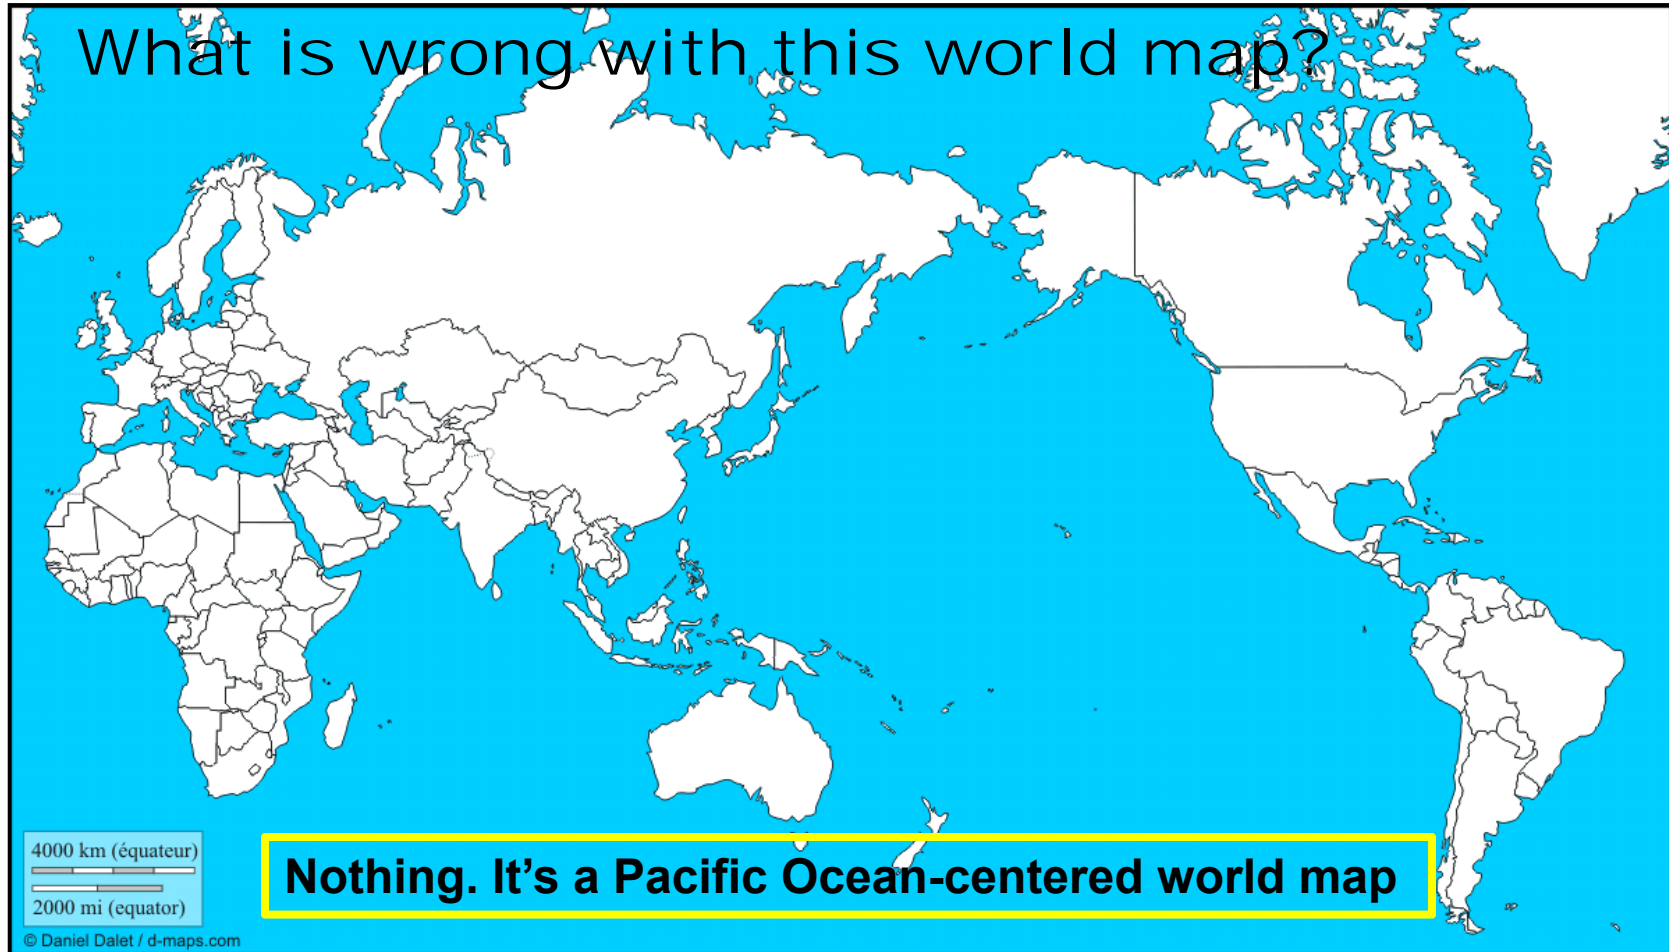 What is wrong with this world map?
4000 km (équateur)
2000 mi (equator)
Nothing. It’s a Pacific Ocean-centered world map
© Daniel Dalet / d-maps.com